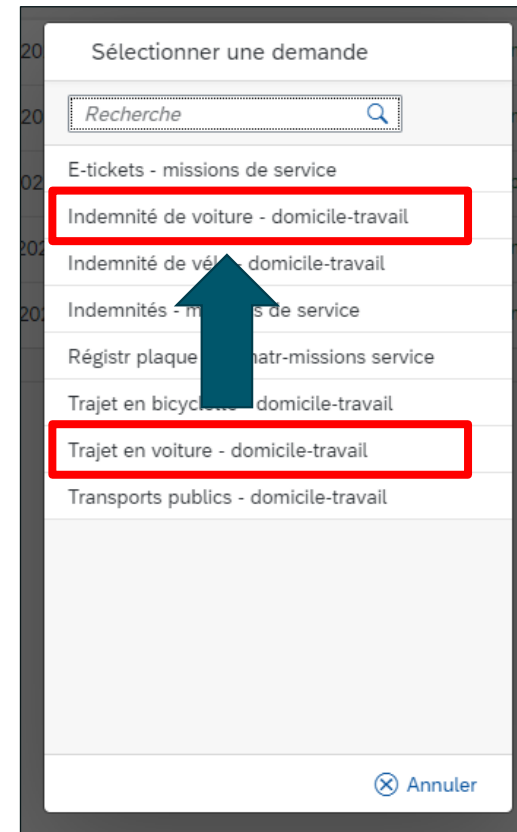 Sélectionner une demande
Recherche
E-tickets - missions de service
Indemnité de voiture - domicile-travail
Indemnité de vélo - domicile-travail
Indemnités - s de service
Régistr plaque atr-missions service
Trajet en bicyclette - domicile-travail
Trajet en voiture - domicile-travail
Transports publics - domicile-travail
Annuler